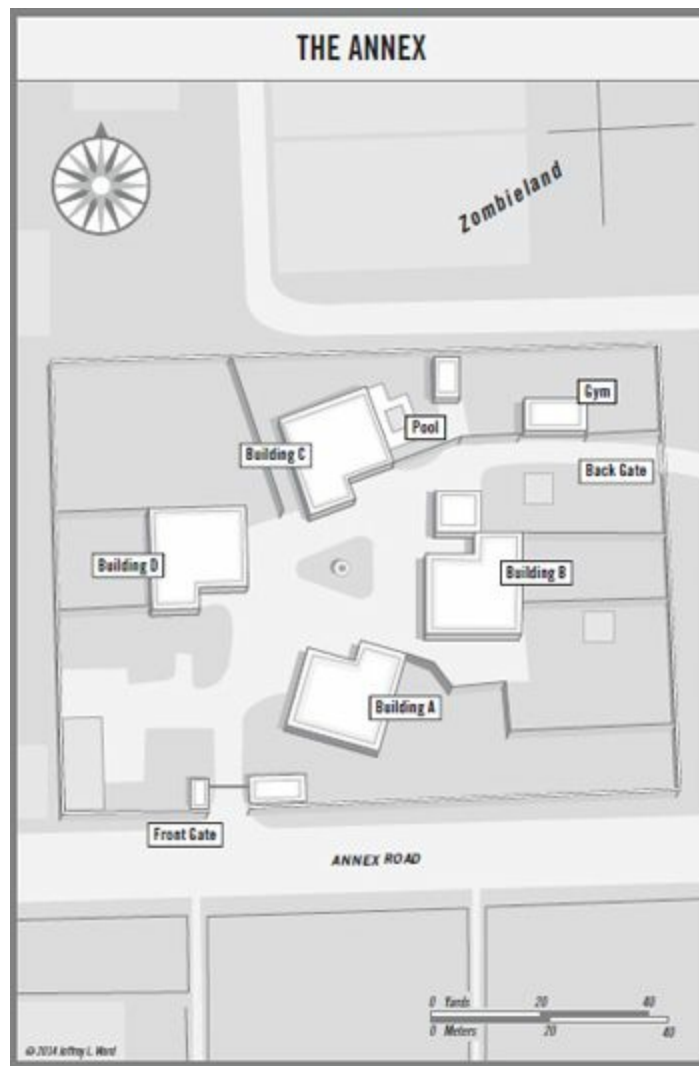 THE ANNEX
Zombieland
Gym
Pool
Building C
Back Gate
Building D
Building B
Building A
Front Gate
ANNEX ROAD
0 Yards 20 40
0 Meters 20 40
© 2014 Jeffrey L. Ward